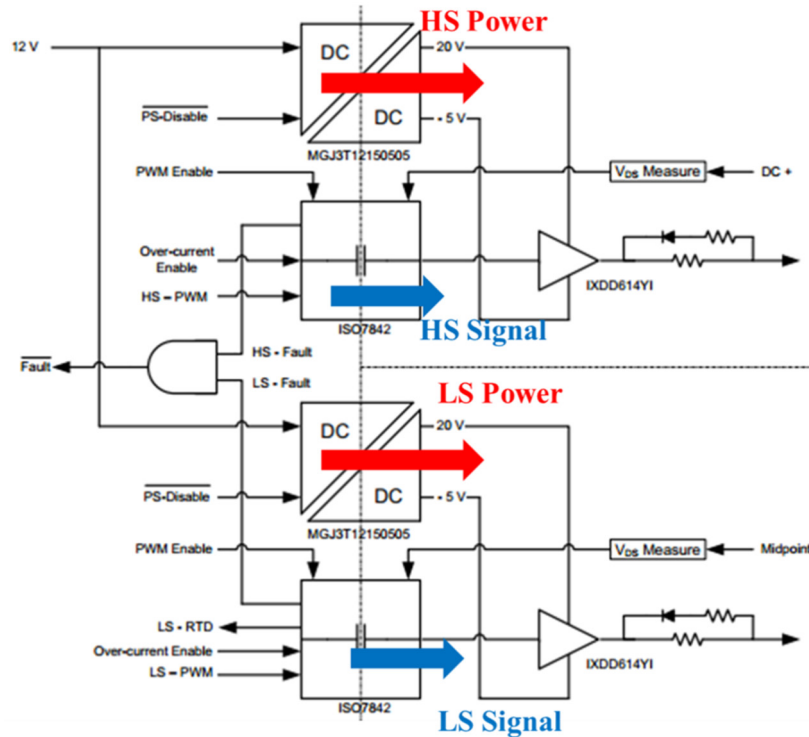 HS Power
12 V
DC
20 V
PS-Disable
DC
- 5 V
MGJ3T12150505
PWM Enable
VDS Measure
DC +
Over-current
Enable
IXDD614YI
HS - PWM
ISO7842
HS Signal
Fault
HS - Fault
LS - Fault
LS Power
DC
20 V
PS-Disable
DC
- 5 V
MGJ3T12150505
PWM Enable
VDS Measure
Midpoint
LS - RTD
Over-current Enable
IXDD614YI
LS - PWM
ISO7842
LS Signal